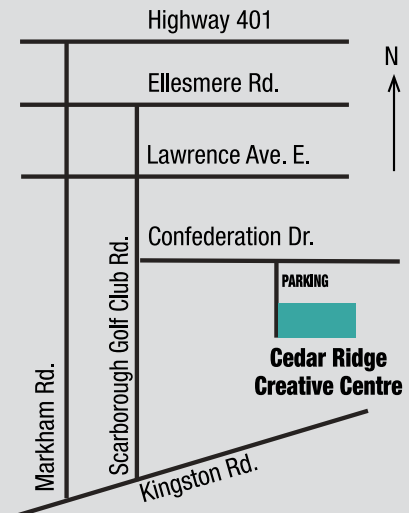 Highway 401
N
Ellesmere Rd.
Lawrence Ave. E.
Confederation Dr.
PARKING
Cedar Ridge
Creative Centre
Markham Rd.
Scarborough Golf Club Rd.
Kingston Rd.